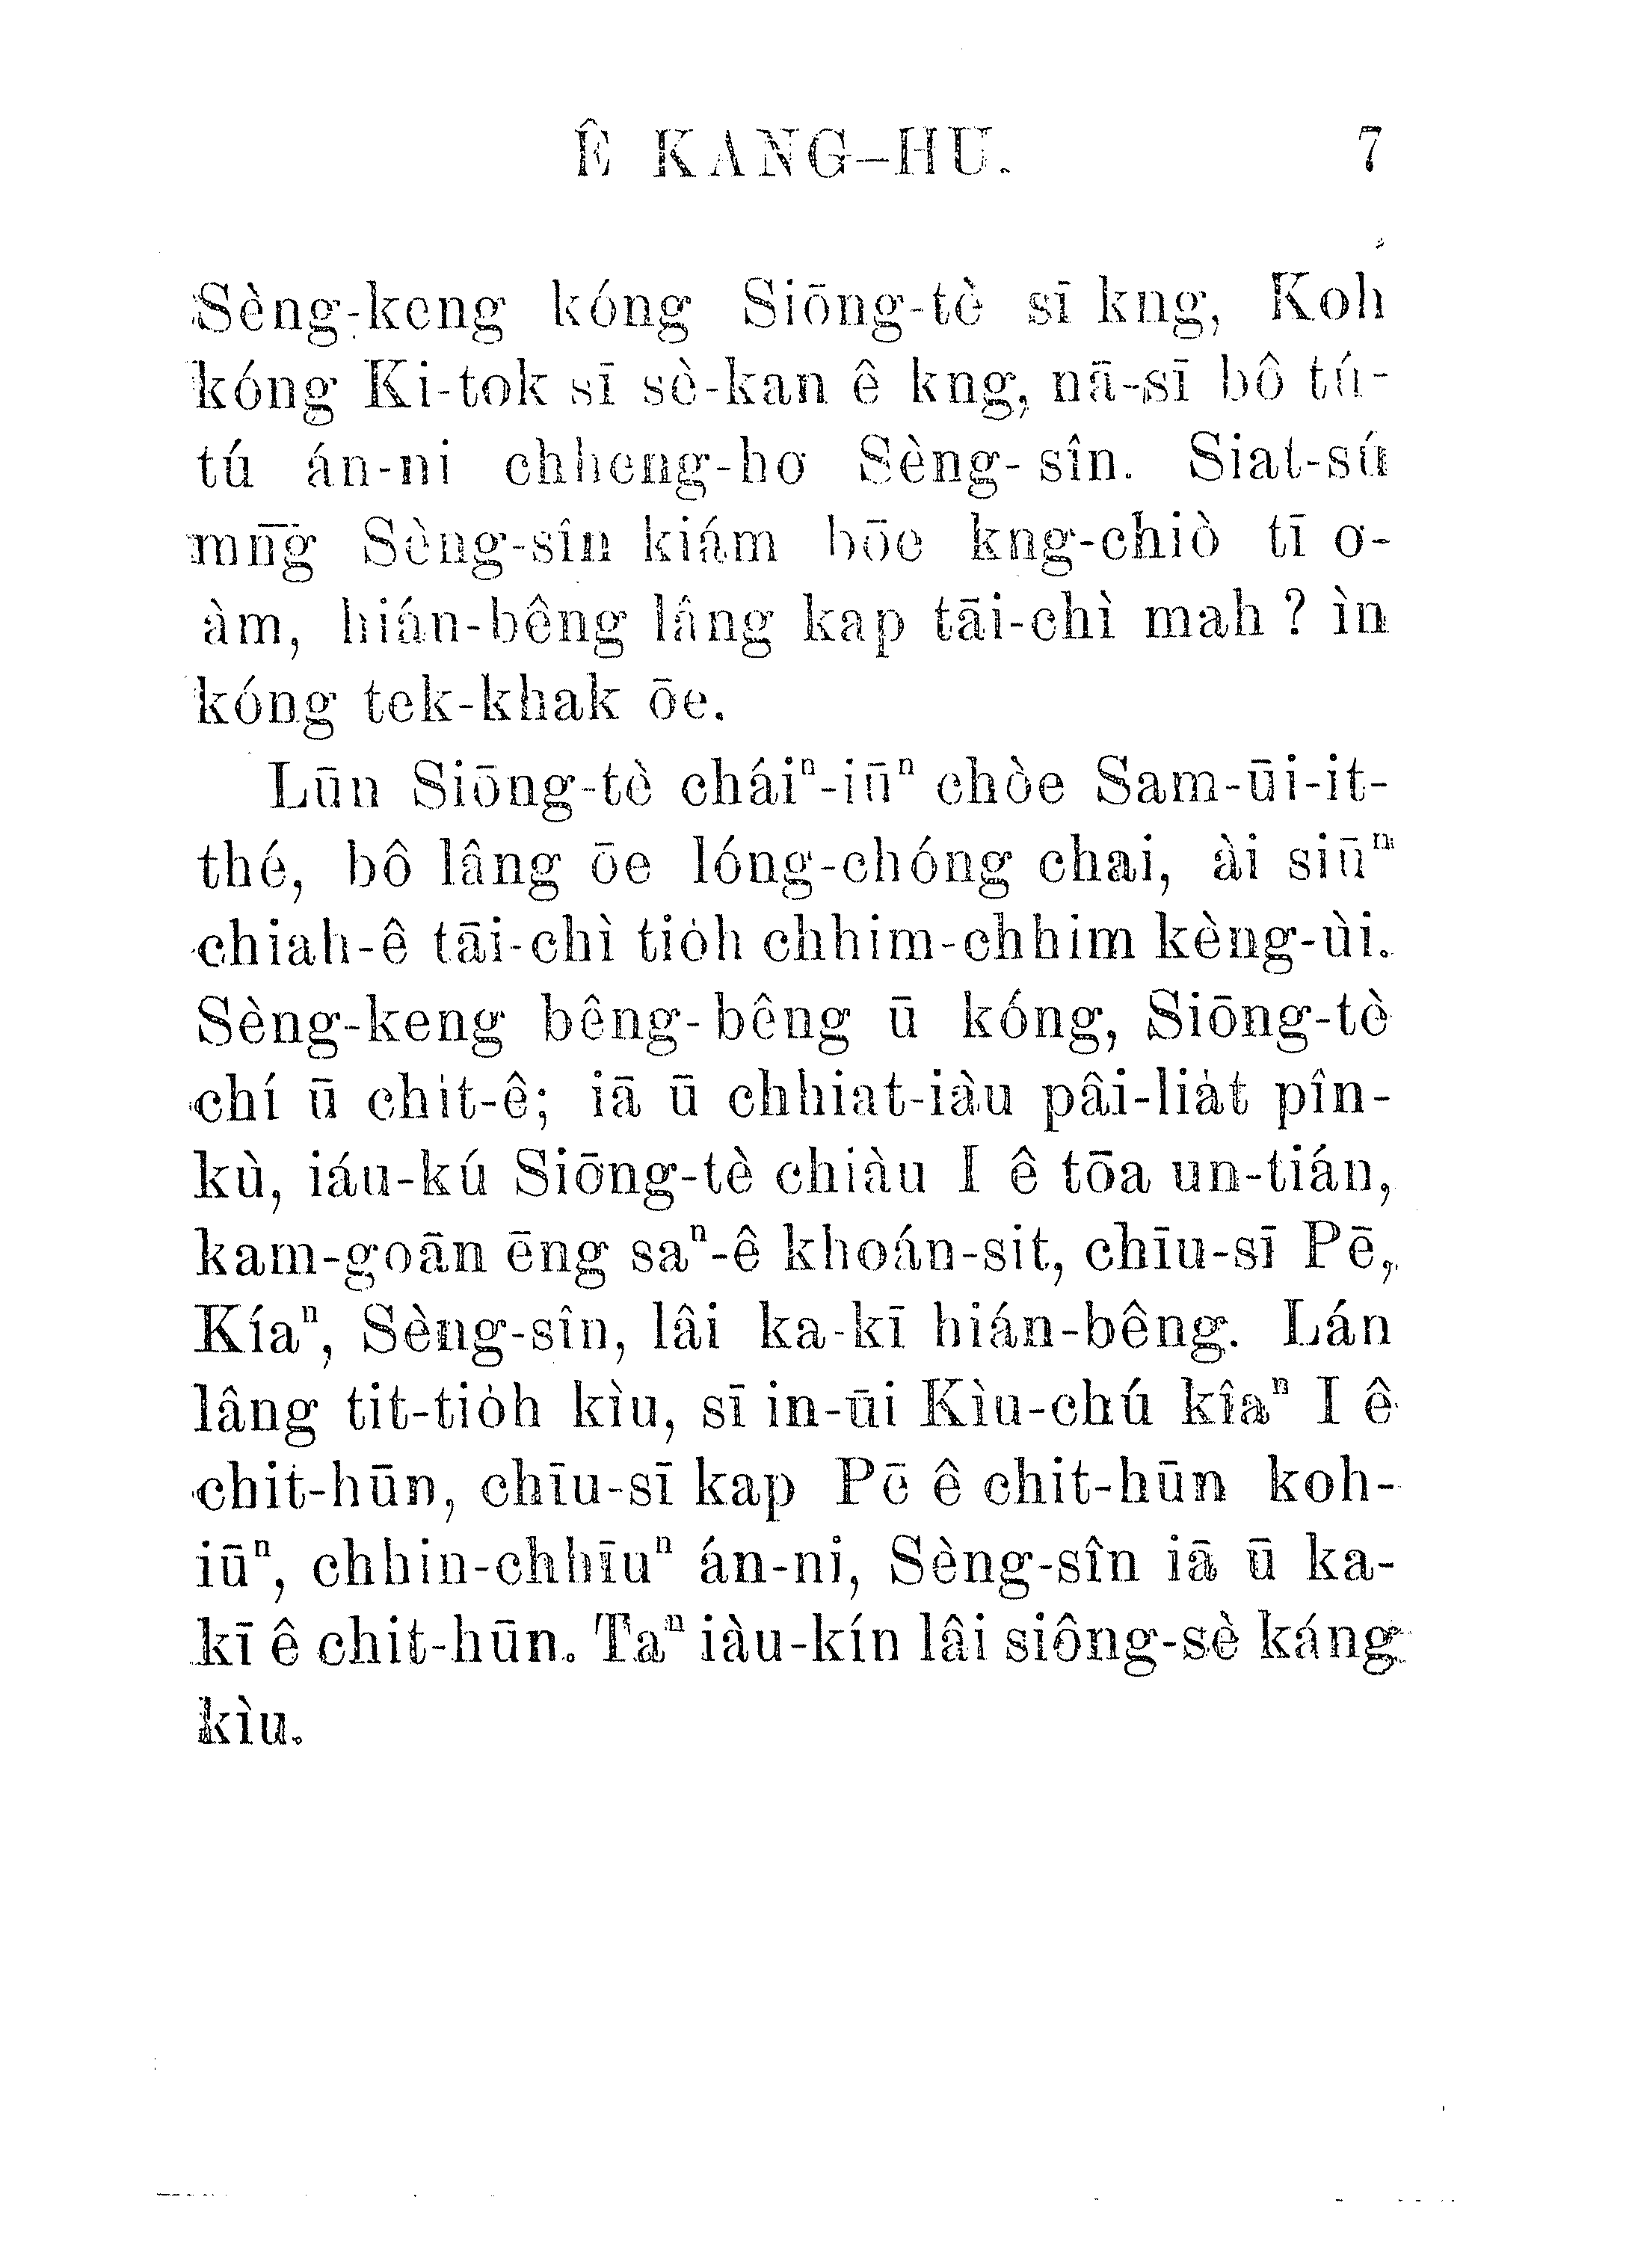 Ê KANG–HU. 7
Sèng-keng kóng Siōng-tè sī kng, Koh
kóng Ki-tok sī sè-kan ê kng, nā-sī bô tú-
tú án-ni chheng-ho͘ Sèng-sîn. Siat-sú
mn̄g Sèng-sîn kiám bōe kng-chiò tī o͘-
àm, hián-bêng lâng kap tāi-chì mah? ìn
kóng tek-khak ōe.
Lūn Siōng-tè cháiⁿ-iūⁿ chòe Sam-ūi-it-
thé, bô lâng ōe lóng-chóng chai, ài siūⁿ
chiah-ê tāi-chì tio̍h chhim-chhim kèng-ùi.
Sèng-keng bêng-bêng ū kóng, Siōng-tè
chí ū chi̍t-ê; iā ū chhiat-iàu pâi-lia̍t pîn-
kù, iáu-kú Siōng-tè chiàu I ê tōa un-tián,
kam-goān ēng saⁿ-ê khoán-sit, chīu-sī Pē,
Kíaⁿ, Sèng-sîn, lâi ka-kī hián-bêng. Lán
lâng tit-tio̍h kìu, sī in-ūi Kìu-chú kîaⁿ I ê
chit-hūn, chīu-sī kap Pē ê chit-hūn koh-
iūⁿ, chhin-chhīuⁿ án-ni, Sèng-sîn iā ū ka-
kī ê chit-hūn. Taⁿ iàu-kín lâi siông-sè káng
kìu.